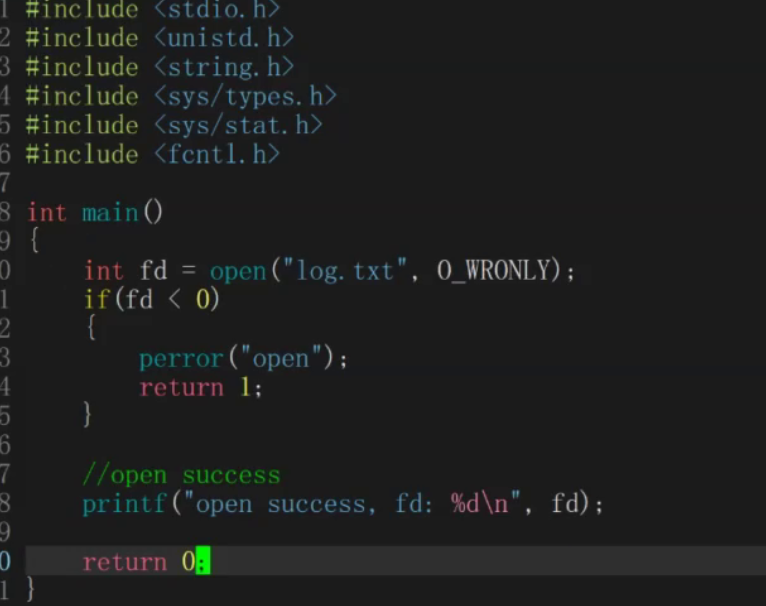 1 #include <stdio.h>
2 #include <unistd.h>
3 #include <string.h>
4 #include <sys/types.h>
5 #include <sys/stat.h>
6 #include <fcntl.h>
7
8 int main()
9 {
0     int fd = open("log.txt", O_WRONLY);
1     if(fd < 0)
2     {
3         perror("open");
4         return 1;
5     }
6
7     //open success
8     printf("open success, fd: %d\n", fd);
9
0     return 0;
1 }